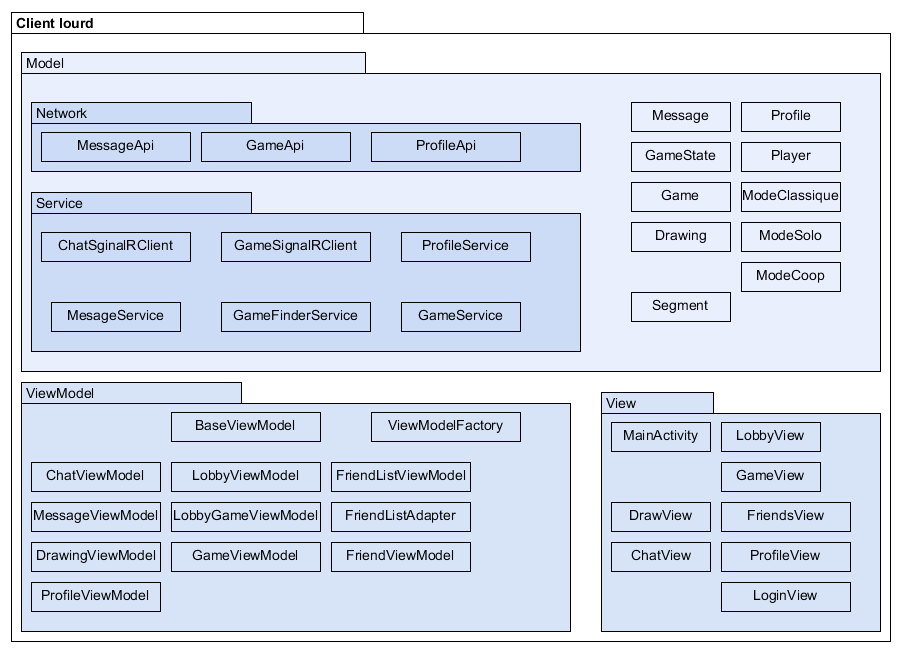 Client lourd
Model
Network
MessageApi
GameApi
ProfileApi
Service
ChatSginalRClient
GameSignalRClient
ProfileService
MesageService
GameFinderService
GameService
Message
Profile
GameState
Player
Game
ModeClassique
Drawing
ModeSolo
ModeCoop
Segment
ViewModel
BaseViewModel
ViewModelFactory
ChatViewModel
LobbyViewModel
FriendListViewModel
MessageViewModel
LobbyGameViewModel
FriendListAdapter
DrawingViewModel
GameViewModel
FriendViewModel
ProfileViewModel
View
MainActivity
LobbyView
GameView
DrawView
FriendsView
ChatView
ProfileView
LoginView